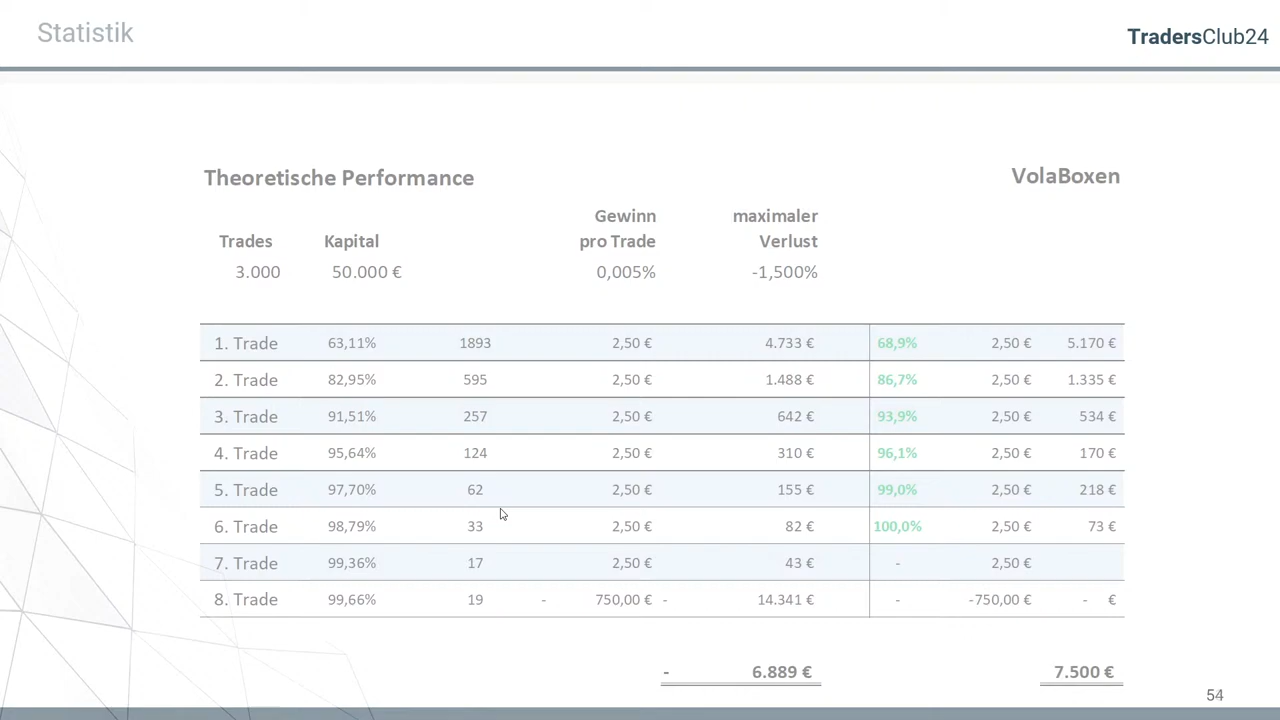 Statistik
TradersClub24
Theoretische Performance VolaBoxen
Gewinn maximaler
Trades Kapital pro Trade Verlust
3.000 50.000 € 0,005% -1,500%
1. Trade 63,11% 1893 2,50 € 4.733 € 68,9% 2,50 € 5.170 €
2. Trade 82,95% 595 2,50 € 1.488 € 86,7% 2,50 € 1.335 €
3. Trade 91,51% 257 2,50 € 642 € 93,9% 2,50 € 534 €
4. Trade 95,64% 124 2,50 € 310 € 96,1% 2,50 € 170 €
5. Trade 97,70% 62 2,50 € 155 € 99,0% 2,50 € 218 €
6. Trade 98,79% 33 2,50 € 82 € 100,0% 2,50 € 73 €
7. Trade 99,36% 17 2,50 € 43 € - 2,50 €
8. Trade 99,66% 19 - 750,00 € - 14.341 € - -750,00 € - €
- 6.889 € 7.500 €
54